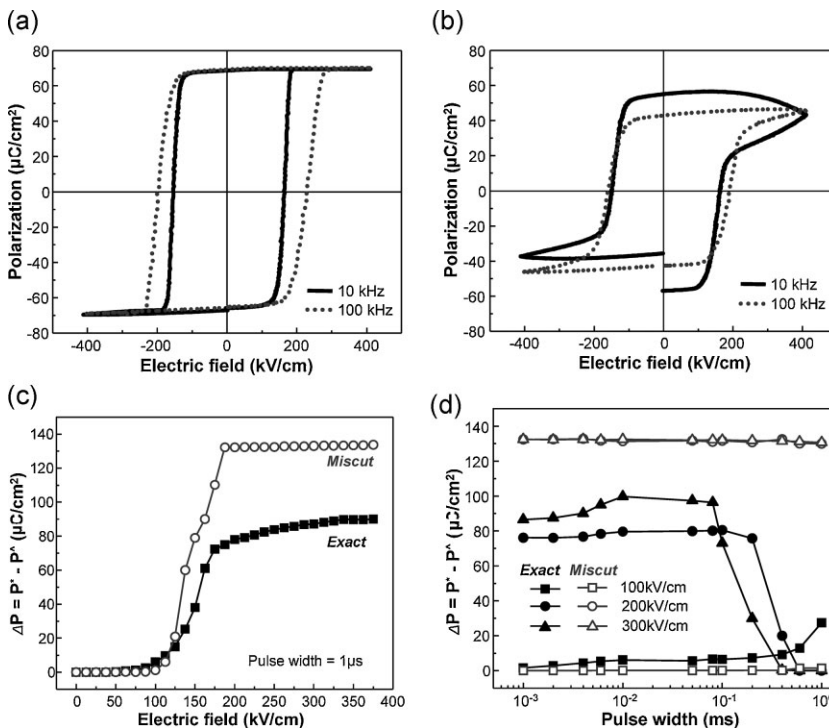 (a)
80
60
40
20
0
-20
-40
-60
-80
Polarization (µC/cm²)
-400 -200 0 200 400
Electric field (kV/cm)
10 kHz
100 kHz
(b)
80
60
40
20
0
-20
-40
-60
-80
Polarization (µC/cm²)
-400 -200 0 200 400
Electric field (kV/cm)
10 kHz
100 kHz
(c)
140
120
100
80
60
40
20
0
ΔP = P* - P^ (µC/cm²)
Miscut
Exact
Pulse width = 1µs
0 50 100 150 200 250 300 350 400
Electric field (kV/cm)
(d)
140
120
100
80
60
40
20
0
ΔP = P* - P^ (µC/cm²)
Exact Miscut
100kV/cm
200kV/cm
300kV/cm
10⁻³ 10⁻² 10⁻¹ 10⁰
Pulse width (ms)